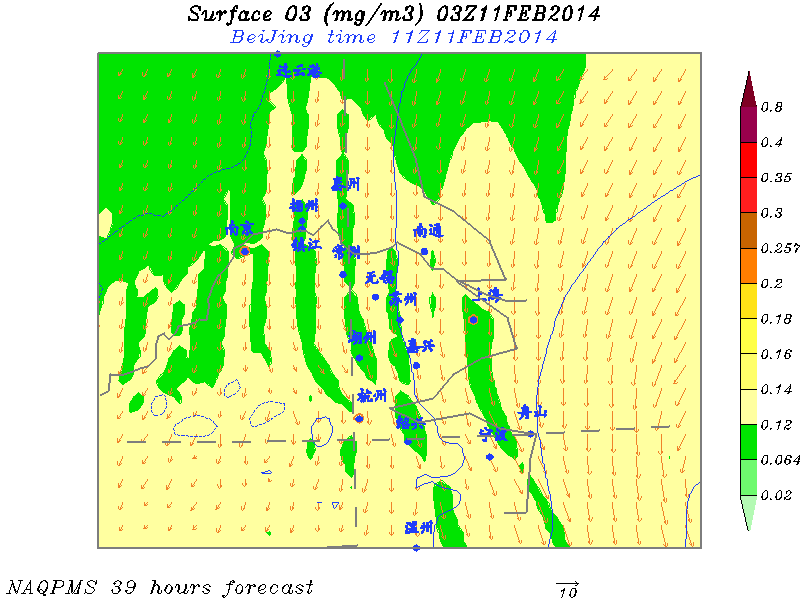 Surface O3 (mg/m3) 03Z11FEB2014
BeiJing time 11Z11FEB2014
连云港
0.8
0.4
0.35
0.3
0.257
0.2
0.18
0.16
0.14
0.12
0.064
0.02
泰州
扬州
南京
南通
镇江
常州
无锡
苏州
上海
湖州
嘉兴
杭州
舟山
绍兴
宁波
温州
NAQPMS 39 hours forecast
10